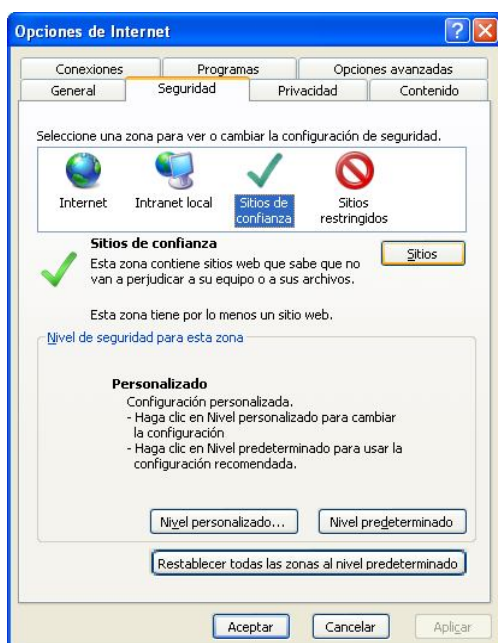 Opciones de Internet
Conexiones Programas Opciones avanzadas
General Seguridad Privacidad Contenido
Seleccione una zona para ver o cambiar la configuración de seguridad.
Internet Intranet local Sitios de confianza Sitios restringidos
Sitios de confianza
Sitios
Esta zona contiene sitios web que sabe que no
van a perjudicar a su equipo o a sus archivos.
Esta zona tiene por lo menos un sitio web.
Nivel de seguridad para esta zona
Personalizado
Configuración personalizada.
- Haga clic en Nivel personalizado para cambiar
la configuración
- Haga clic en Nivel predeterminado para usar la
configuración recomendada.
Nivel personalizado... Nivel predeterminado
Restablecer todas las zonas al nivel predeterminado
Aceptar Cancelar Aplicar